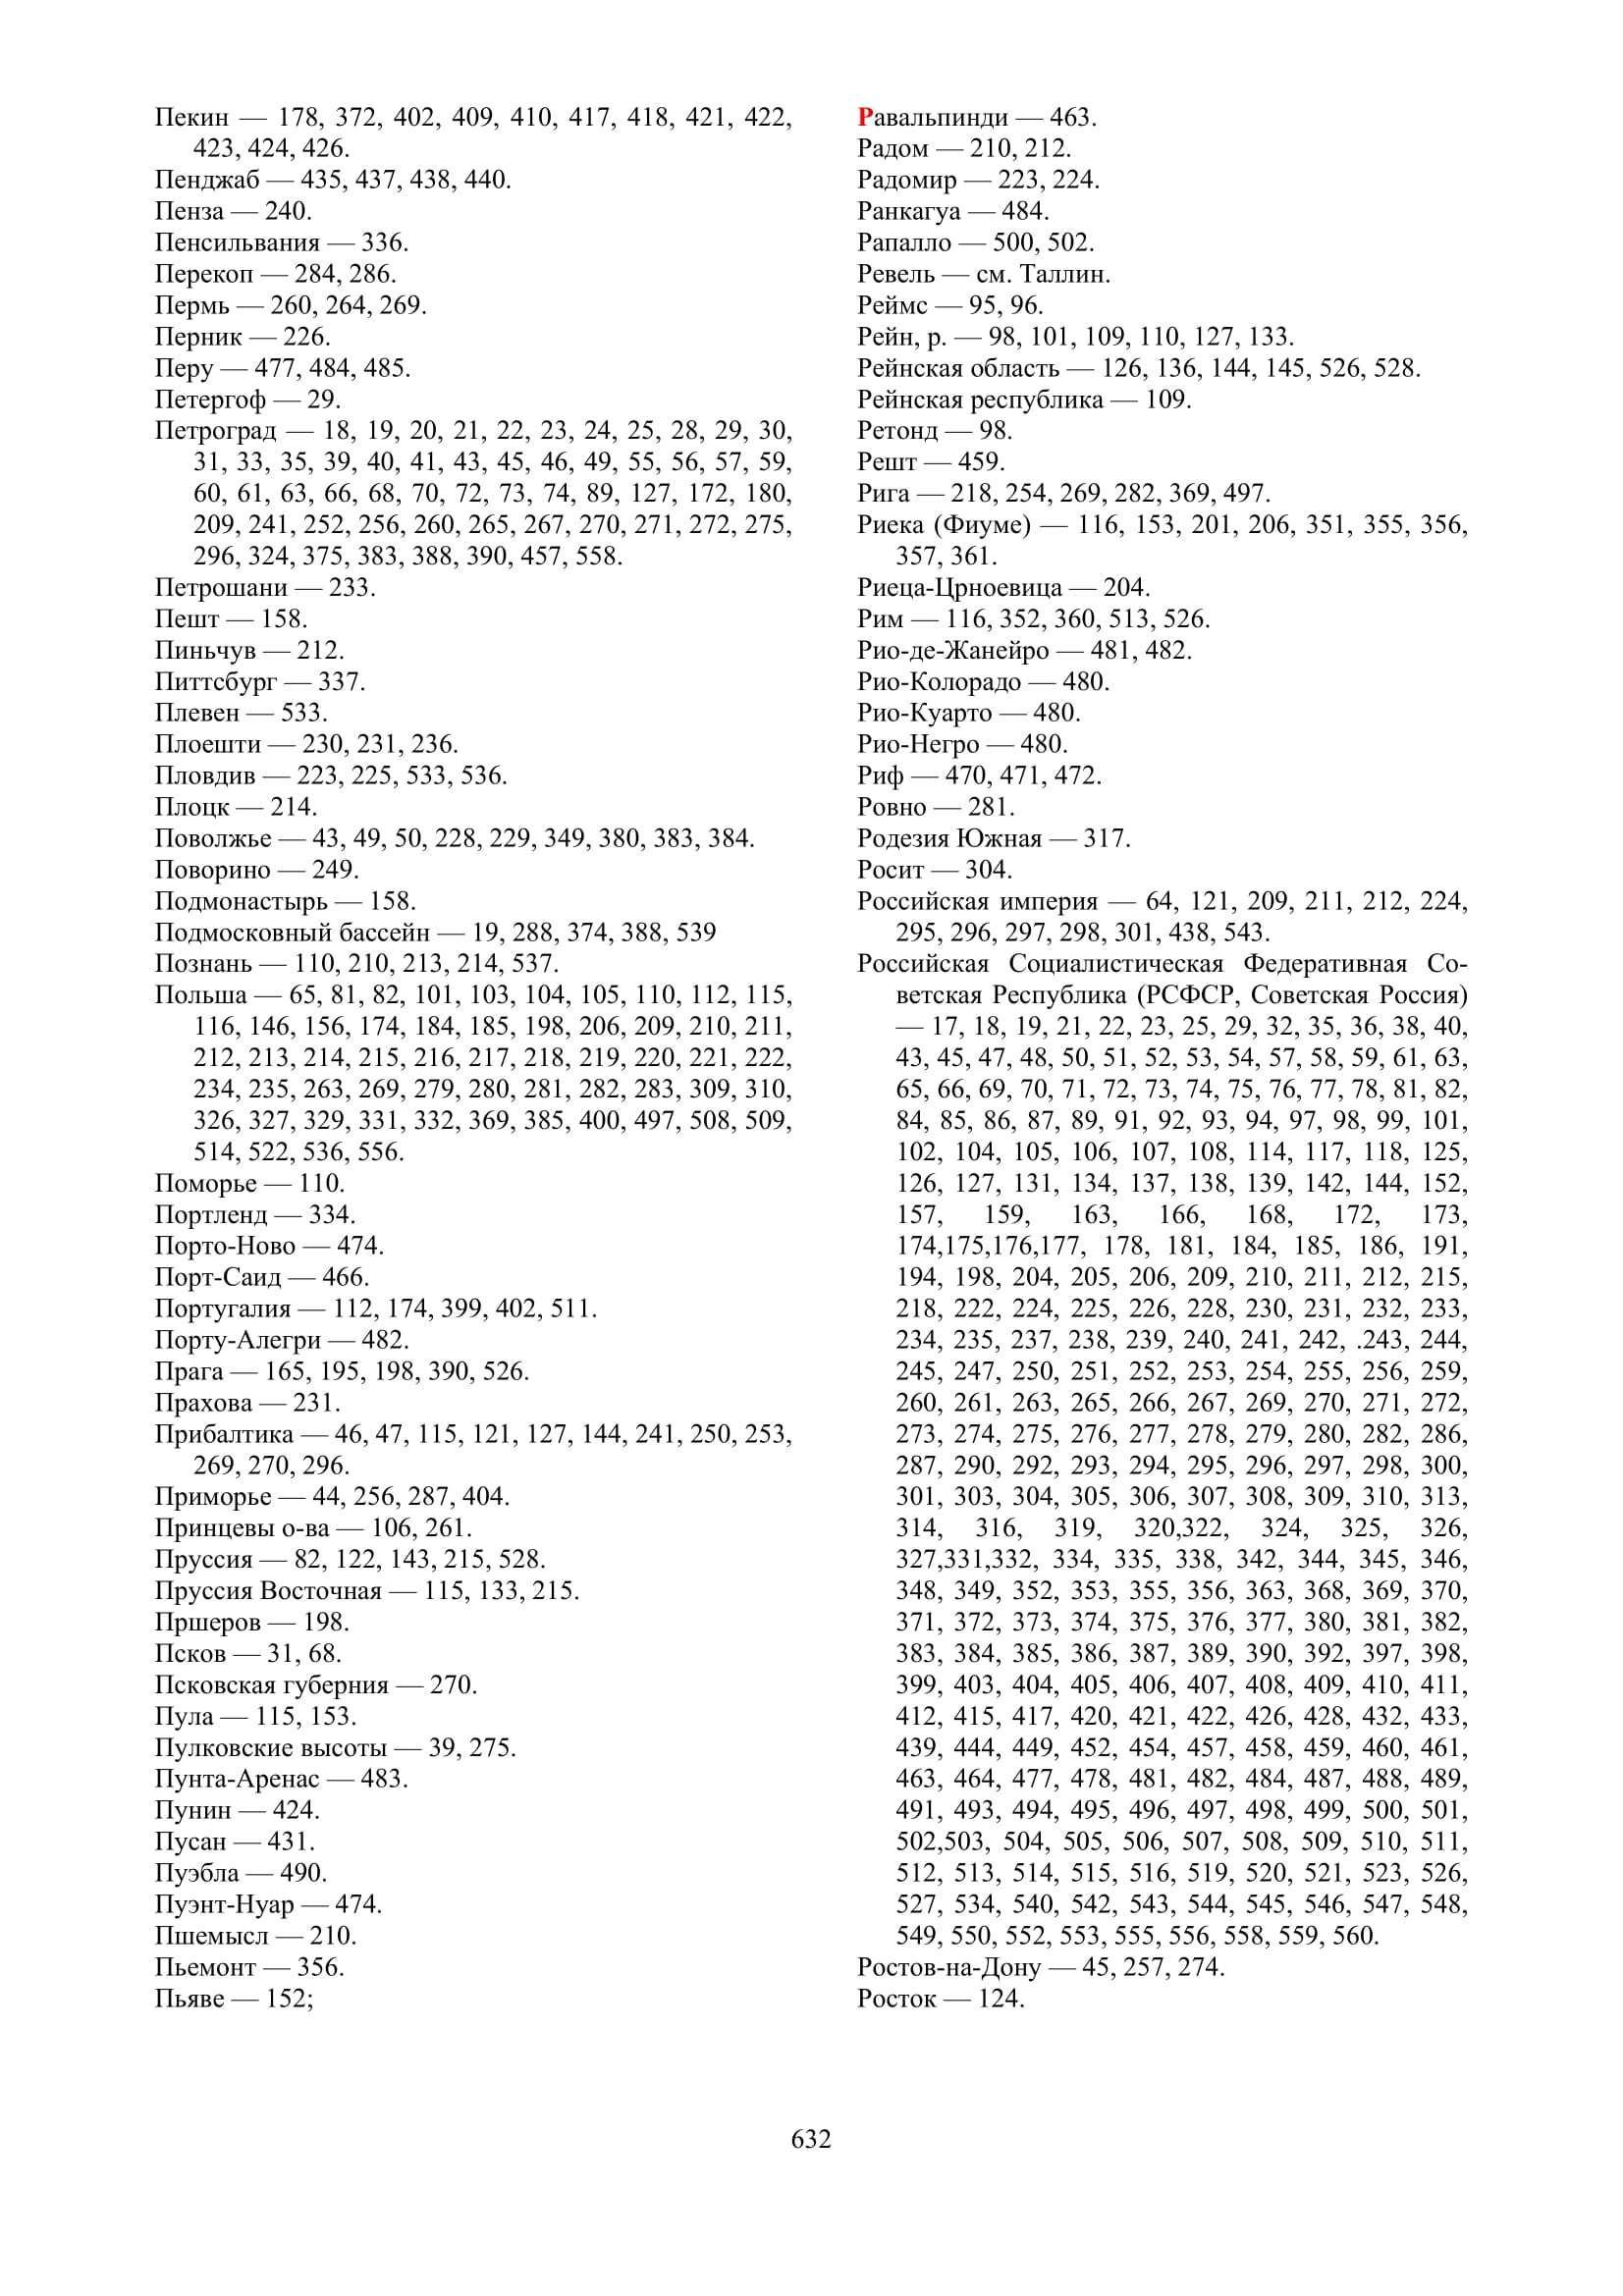 Пекин — 178, 372, 402, 409, 410, 417, 418, 421, 422,
423, 424, 426.
Пенджаб — 435, 437, 438, 440.
Пенза — 240.
Пенсильвания — 336.
Перекоп — 284, 286.
Пермь — 260, 264, 269.
Перник — 226.
Перу — 477, 484, 485.
Петергоф — 29.
Петроград — 18, 19, 20, 21, 22, 23, 24, 25, 28, 29, 30,
31, 33, 35, 39, 40, 41, 43, 45, 46, 49, 55, 56, 57, 59,
60, 61, 63, 66, 68, 70, 72, 73, 74, 89, 127, 172, 180,
209, 241, 252, 256, 260, 265, 267, 270, 271, 272, 275,
296, 324, 375, 383, 388, 390, 457, 558.
Петрошани — 233.
Пешт — 158.
Пиньчув — 212.
Питтсбург — 337.
Плевен — 533.
Плоешти — 230, 231, 236.
Пловдив — 223, 225, 533, 536.
Плоцк — 214.
Поволжье — 43, 49, 50, 228, 229, 349, 380, 383, 384.
Поворино — 249.
Подмонастырь — 158.
Подмосковный бассейн — 19, 288, 374, 388, 539
Познань — 110, 210, 213, 214, 537.
Польша — 65, 81, 82, 101, 103, 104, 105, 110, 112, 115,
116, 146, 156, 174, 184, 185, 198, 206, 209, 210, 211,
212, 213, 214, 215, 216, 217, 218, 219, 220, 221, 222,
234, 235, 263, 269, 279, 280, 281, 282, 283, 309, 310,
326, 327, 329, 331, 332, 369, 385, 400, 497, 508, 509,
514, 522, 536, 556.
Поморье — 110.
Портленд — 334.
Порто-Ново — 474.
Порт-Саид — 466.
Португалия — 112, 174, 399, 402, 511.
Порту-Алегри — 482.
Прага — 165, 195, 198, 390, 526.
Прахова — 231.
Прибалтика — 46, 47, 115, 121, 127, 144, 241, 250, 253,
269, 270, 296.
Приморье — 44, 256, 287, 404.
Принцевы о-ва — 106, 261.
Пруссия — 82, 122, 143, 215, 528.
Пруссия Восточная — 115, 133, 215.
Пршеров — 198.
Псков — 31, 68.
Псковская губерния — 270.
Пула — 115, 153.
Пулковские высоты — 39, 275.
Пунта-Аренас — 483.
Пунин — 424.
Пусан — 431.
Пуэбла — 490.
Пуэнт-Нуар — 474.
Пшемысл — 210.
Пьемонт — 356.
Пьяве — 152;
Равальпинди — 463.
Радом — 210, 212.
Радомир — 223, 224.
Ранкагуа — 484.
Рапалло — 500, 502.
Ревель — см. Таллин.
Реймс — 95, 96.
Рейн, р. — 98, 101, 109, 110, 127, 133.
Рейнская область — 126, 136, 144, 145, 526, 528.
Рейнская республика — 109.
Ретонд — 98.
Решт — 459.
Рига — 218, 254, 269, 282, 369, 497.
Риека (Фиуме) — 116, 153, 201, 206, 351, 355, 356,
357, 361.
Риеца-Црноевица — 204.
Рим — 116, 352, 360, 513, 526.
Рио-де-Жанейро — 481, 482.
Рио-Колорадо — 480.
Рио-Куарто — 480.
Рио-Негро — 480.
Риф — 470, 471, 472.
Ровно — 281.
Родезия Южная — 317.
Росит — 304.
Российская империя — 64, 121, 209, 211, 212, 224,
295, 296, 297, 298, 301, 438, 543.
Российская Социалистическая Федеративная Со-
ветская Республика (РСФСР, Советская Россия)
— 17, 18, 19, 21, 22, 23, 25, 29, 32, 35, 36, 38, 40,
43, 45, 47, 48, 50, 51, 52, 53, 54, 57, 58, 59, 61, 63,
65, 66, 69, 70, 71, 72, 73, 74, 75, 76, 77, 78, 81, 82,
84, 85, 86, 87, 89, 91, 92, 93, 94, 97, 98, 99, 101,
102, 104, 105, 106, 107, 108, 114, 117, 118, 125,
126, 127, 131, 134, 137, 138, 139, 142, 144, 152,
157, 159, 163, 166, 168, 172, 173,
174,175,176,177, 178, 181, 184, 185, 186, 191,
194, 198, 204, 205, 206, 209, 210, 211, 212, 215,
218, 222, 224, 225, 226, 228, 230, 231, 232, 233,
234, 235, 237, 238, 239, 240, 241, 242, .243, 244,
245, 247, 250, 251, 252, 253, 254, 255, 256, 259,
260, 261, 263, 265, 266, 267, 269, 270, 271, 272,
273, 274, 275, 276, 277, 278, 279, 280, 282, 286,
287, 290, 292, 293, 294, 295, 296, 297, 298, 300,
301, 303, 304, 305, 306, 307, 308, 309, 310, 313,
314, 316, 319, 320,322, 324, 325, 326,
327,331,332, 334, 335, 338, 342, 344, 345, 346,
348, 349, 352, 353, 355, 356, 363, 368, 369, 370,
371, 372, 373, 374, 375, 376, 377, 380, 381, 382,
383, 384, 385, 386, 387, 389, 390, 392, 397, 398,
399, 403, 404, 405, 406, 407, 408, 409, 410, 411,
412, 415, 417, 420, 421, 422, 426, 428, 432, 433,
439, 444, 449, 452, 454, 457, 458, 459, 460, 461,
463, 464, 477, 478, 481, 482, 484, 487, 488, 489,
491, 493, 494, 495, 496, 497, 498, 499, 500, 501,
502,503, 504, 505, 506, 507, 508, 509, 510, 511,
512, 513, 514, 515, 516, 519, 520, 521, 523, 526,
527, 534, 540, 542, 543, 544, 545, 546, 547, 548,
549, 550, 552, 553, 555, 556, 558, 559, 560.
Ростов-на-Дону — 45, 257, 274.
Росток — 124.
632